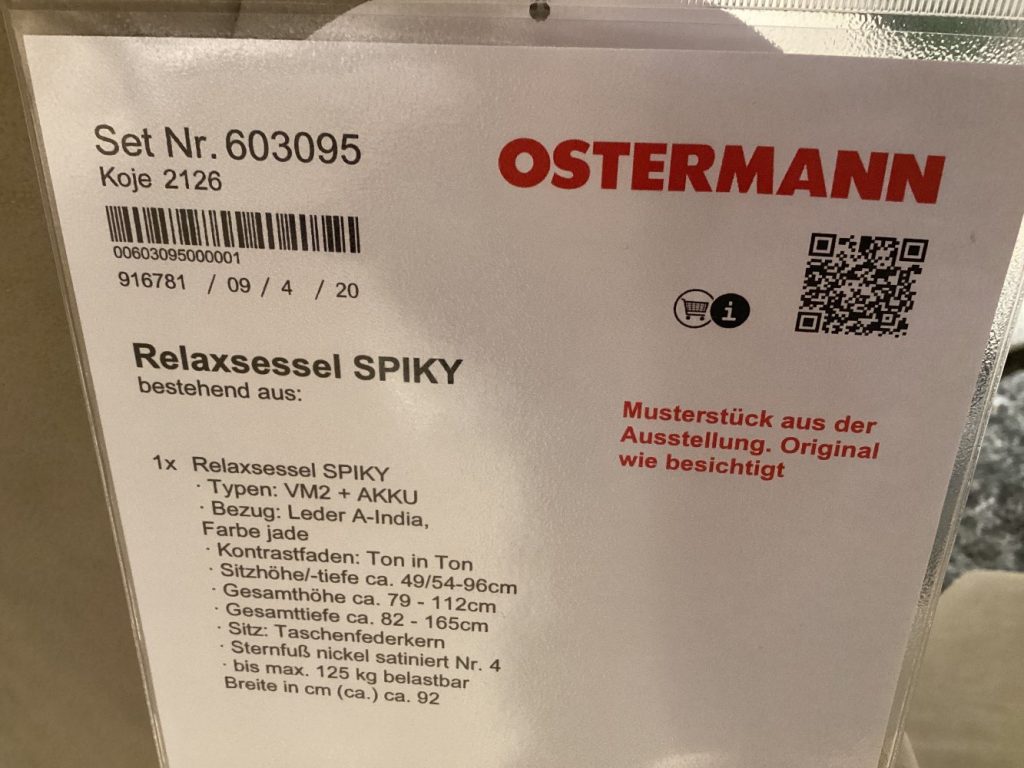 Set Nr. 603095
Koje 2126
OSTERMANN
00603095000001
916781 / 09 / 4 / 20
i
Relaxsessel SPIKY
bestehend aus:
Musterstück aus der
Ausstellung. Original
wie besichtigt
1x Relaxsessel SPIKY
· Typen: VM2 + AKKU
· Bezug: Leder A-India,
Farbe jade
· Kontrastfaden: Ton in Ton
· Sitzhöhe/-tiefe ca. 49/54-96cm
· Gesamthöhe ca. 79 - 112cm
· Gesamttiefe ca. 82 - 165cm
· Sitz: Taschenfederkern
· Sternfuß nickel satiniert Nr. 4
· bis max. 125 kg belastbar
Breite in cm (ca.) ca. 92